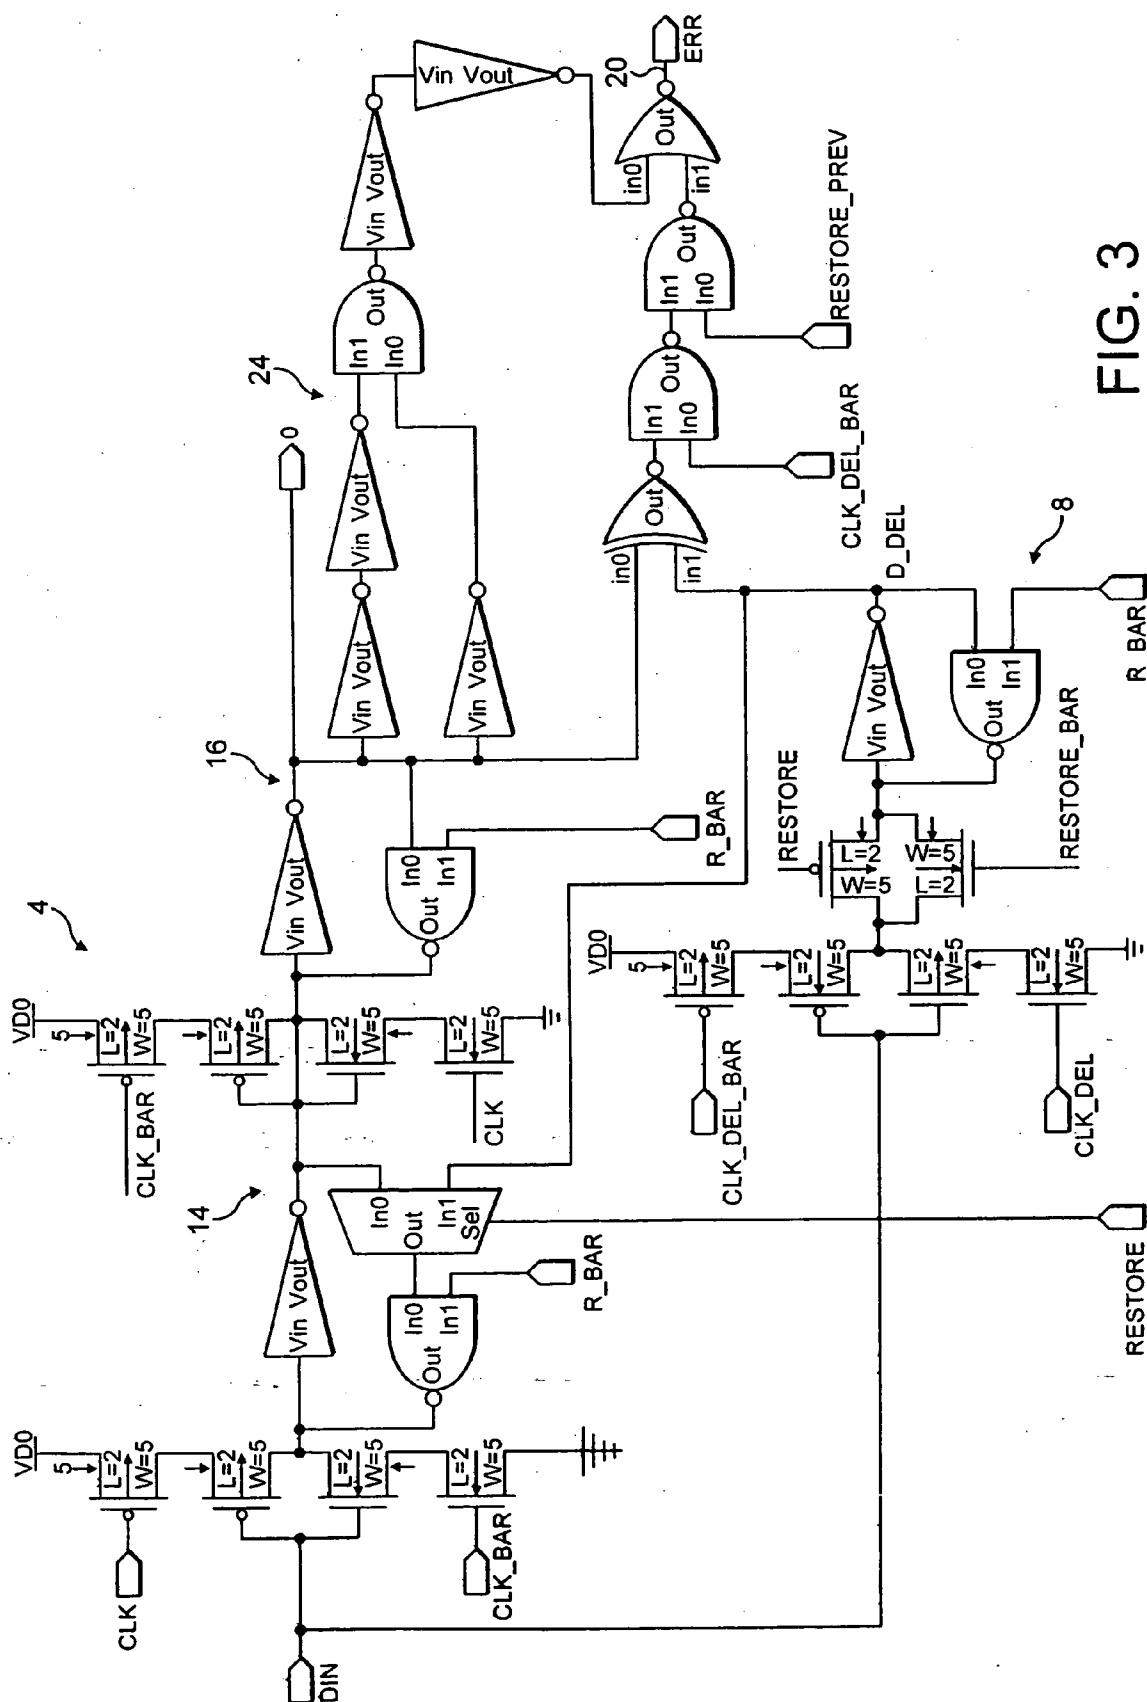 VD0
5
L=2
W=5
L=2
W=5
L=2
W=5
L=2
W=5
CLK
CLK_BAR
DIN
Vin Vout
14
In0
In1
Out
Sel
In0
In1
Out
R_BAR
RESTORE
4
VD0
5
L=2
W=5
L=2
W=5
L=2
W=5
L=2
W=5
CLK_BAR
CLK
Vin Vout
16
In0
In1
Out
R_BAR
0
Vin Vout
Vin Vout
Vin Vout
24
In1
In0
Out
Vin Vout
Vin Vout
in0
in1
Out
20
ERR
in0
in1
Out
In1
In0
Out
CLK_DEL_BAR
In1
In0
Out
RESTORE_PREV
VD0
5
L=2
W=5
L=2
W=5
L=2
W=5
L=2
W=5
CLK_DEL_BAR
CLK_DEL
RESTORE
L=2
W=5
W=5
L=2
RESTORE_BAR
Vin Vout
D_DEL
In0
In1
Out
8
R_BAR
FIG. 3